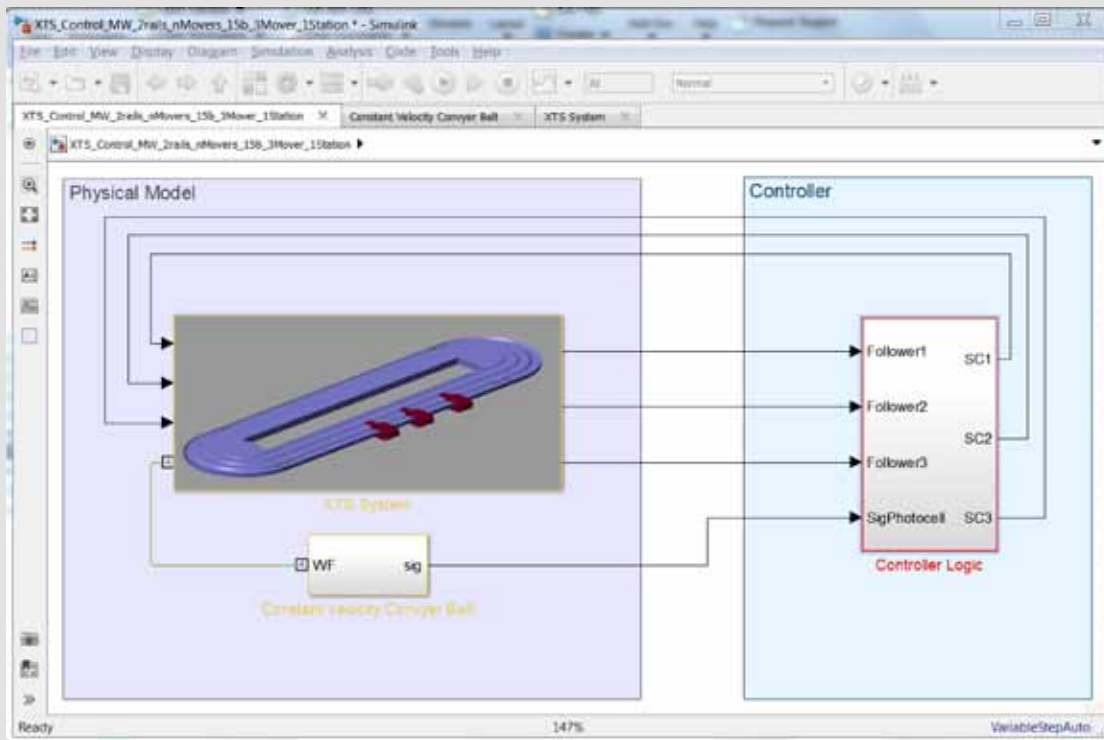 XTS_Control_MW_2rails_nMovers_15b_3Mover_1Station * - Simulink
File Edit View Display Diagram Simulation Analysis Code Tools Help
Normal
XTS_Control_MW_2rails_nMovers_15b_3Mover_1Station Constant Velocity Convyer Belt XTS System
XTS_Control_MW_2rails_nMovers_15b_3Mover_1Station
Physical Model
Controller
Follower1
SC1
Follower2
SC2
Follower3
SigPhotocell SC3
Controller Logic
XTS System
WF sig
Constant Velocity Convyer Belt
Ready 147% VariableStepAuto